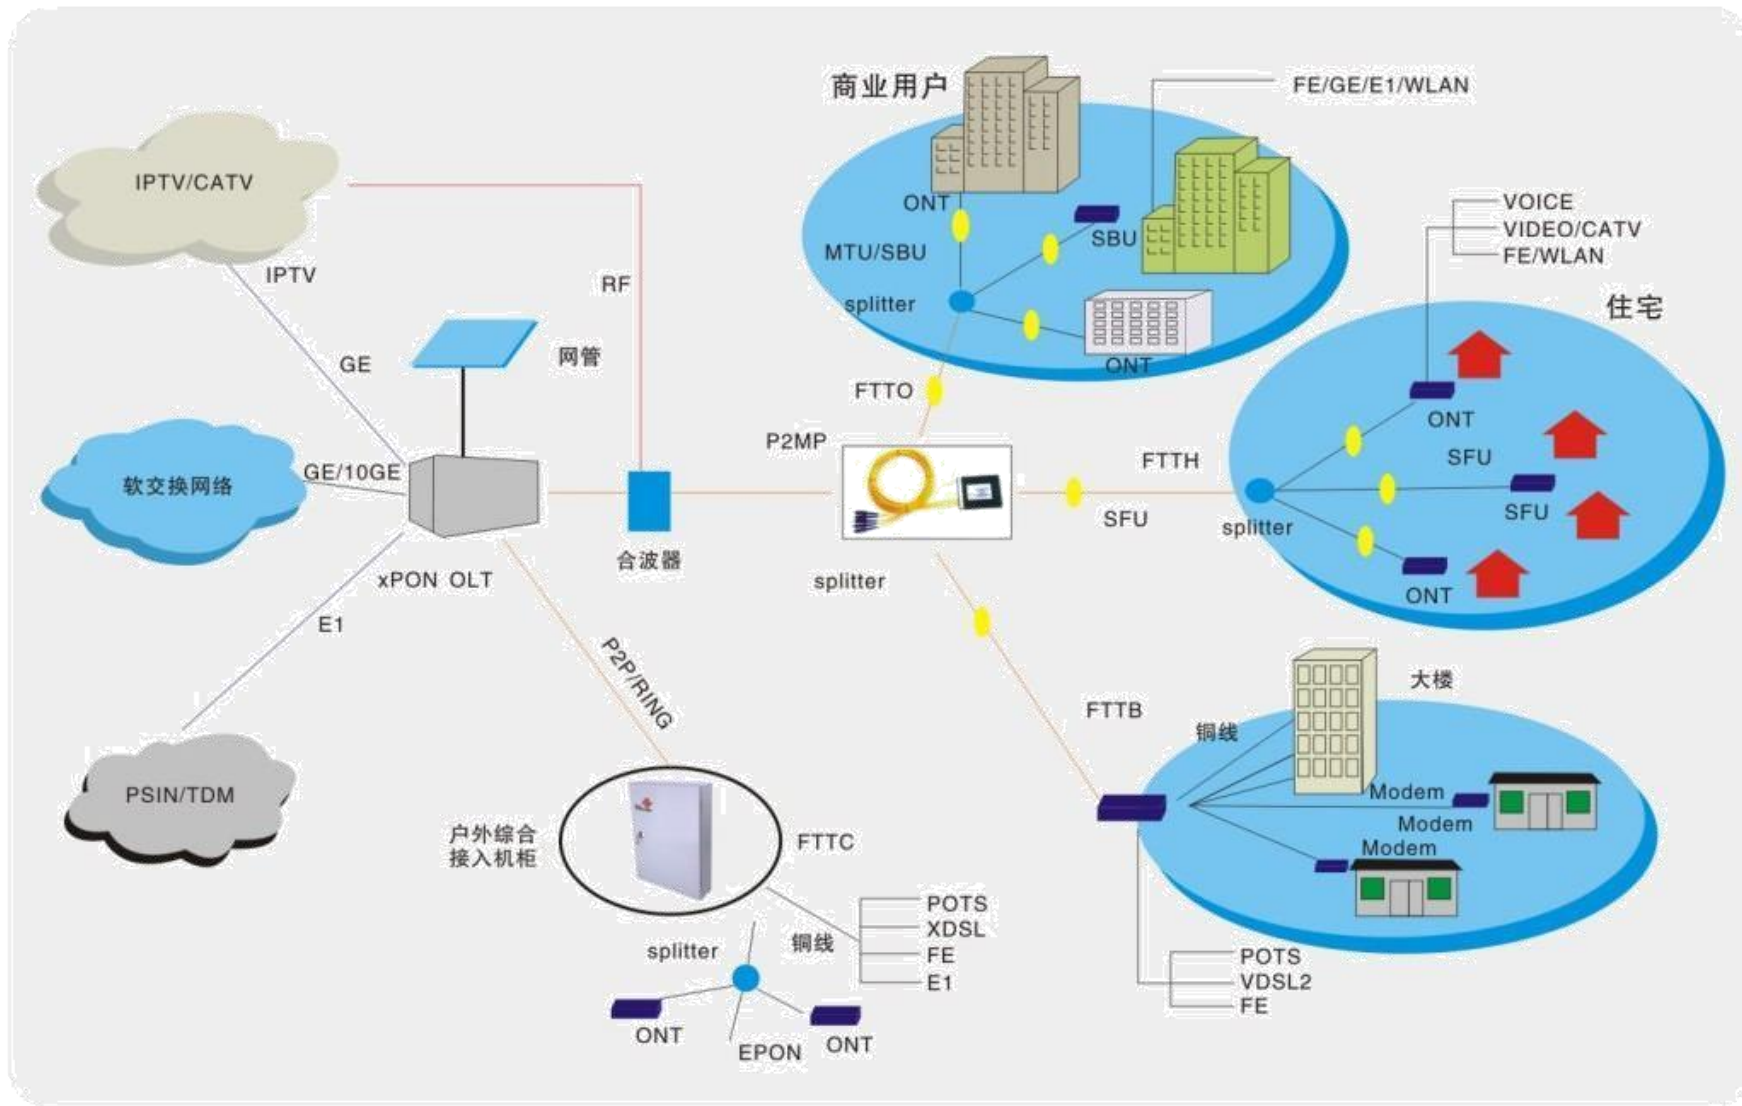 商业用户
FE/GE/E1/WLAN
IPTV/CATV
ONT
VOICE
VIDEO/CATV
FE/WLAN
SBU
MTU/SBU
IPTV
RF
splitter
住宅
网管
GE
ONT
FTTO
ONT
P2MP
SFU
FTTH
GE/10GE
软交换网络
SFU
SFU
splitter
合波器
xPON OLT
splitter
ONT
E1
P2P/RING
大楼
FTTB
铜线
PSIN/TDM
Modem
Modem
Modem
户外综合
接入机柜
FTTC
POTS
XDSL
FE
E1
铜线
splitter
POTS
VDSL2
FE
ONT
EPON
ONT